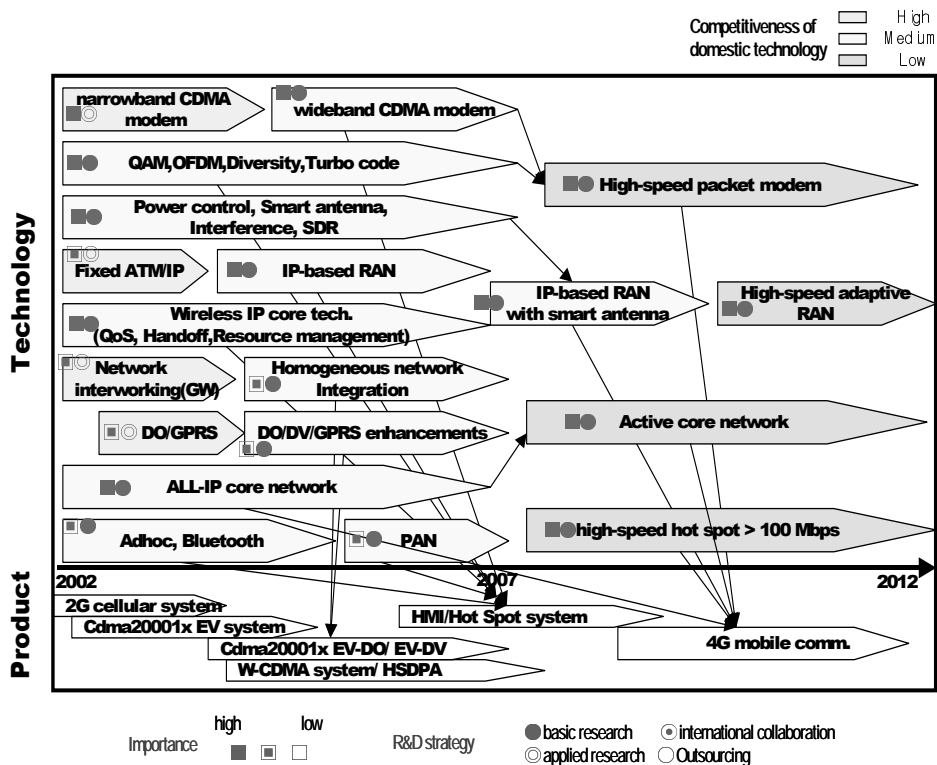 Competitiveness of
domestic technology
High
Medium
Low
Technology
narrowband CDMA
modem
wideband CDMA modem
QAM,OFDM,Diversity,Turbo code
High-speed packet modem
Power control, Smart antenna,
Interference, SDR
Fixed ATM/IP
IP-based RAN
IP-based RAN
with smart antenna
High-speed adaptive
RAN
Wireless IP core tech.
(QoS, Handoff,Resource management)
Network
interworking(GW)
Homogeneous network
Integration
DO/GPRS
DO/DV/GPRS enhancements
Active core network
ALL-IP core network
Adhoc, Bluetooth
PAN
high-speed hot spot > 100 Mbps
2002
2007
2012
Product
2G cellular system
Cdma20001x EV system
HMI/Hot Spot system
Cdma20001x EV-DO/ EV-DV
4G mobile comm.
W-CDMA system/ HSDPA
Importance
high
low
R&D strategy
basic research
international collaboration
applied research
Outsourcing